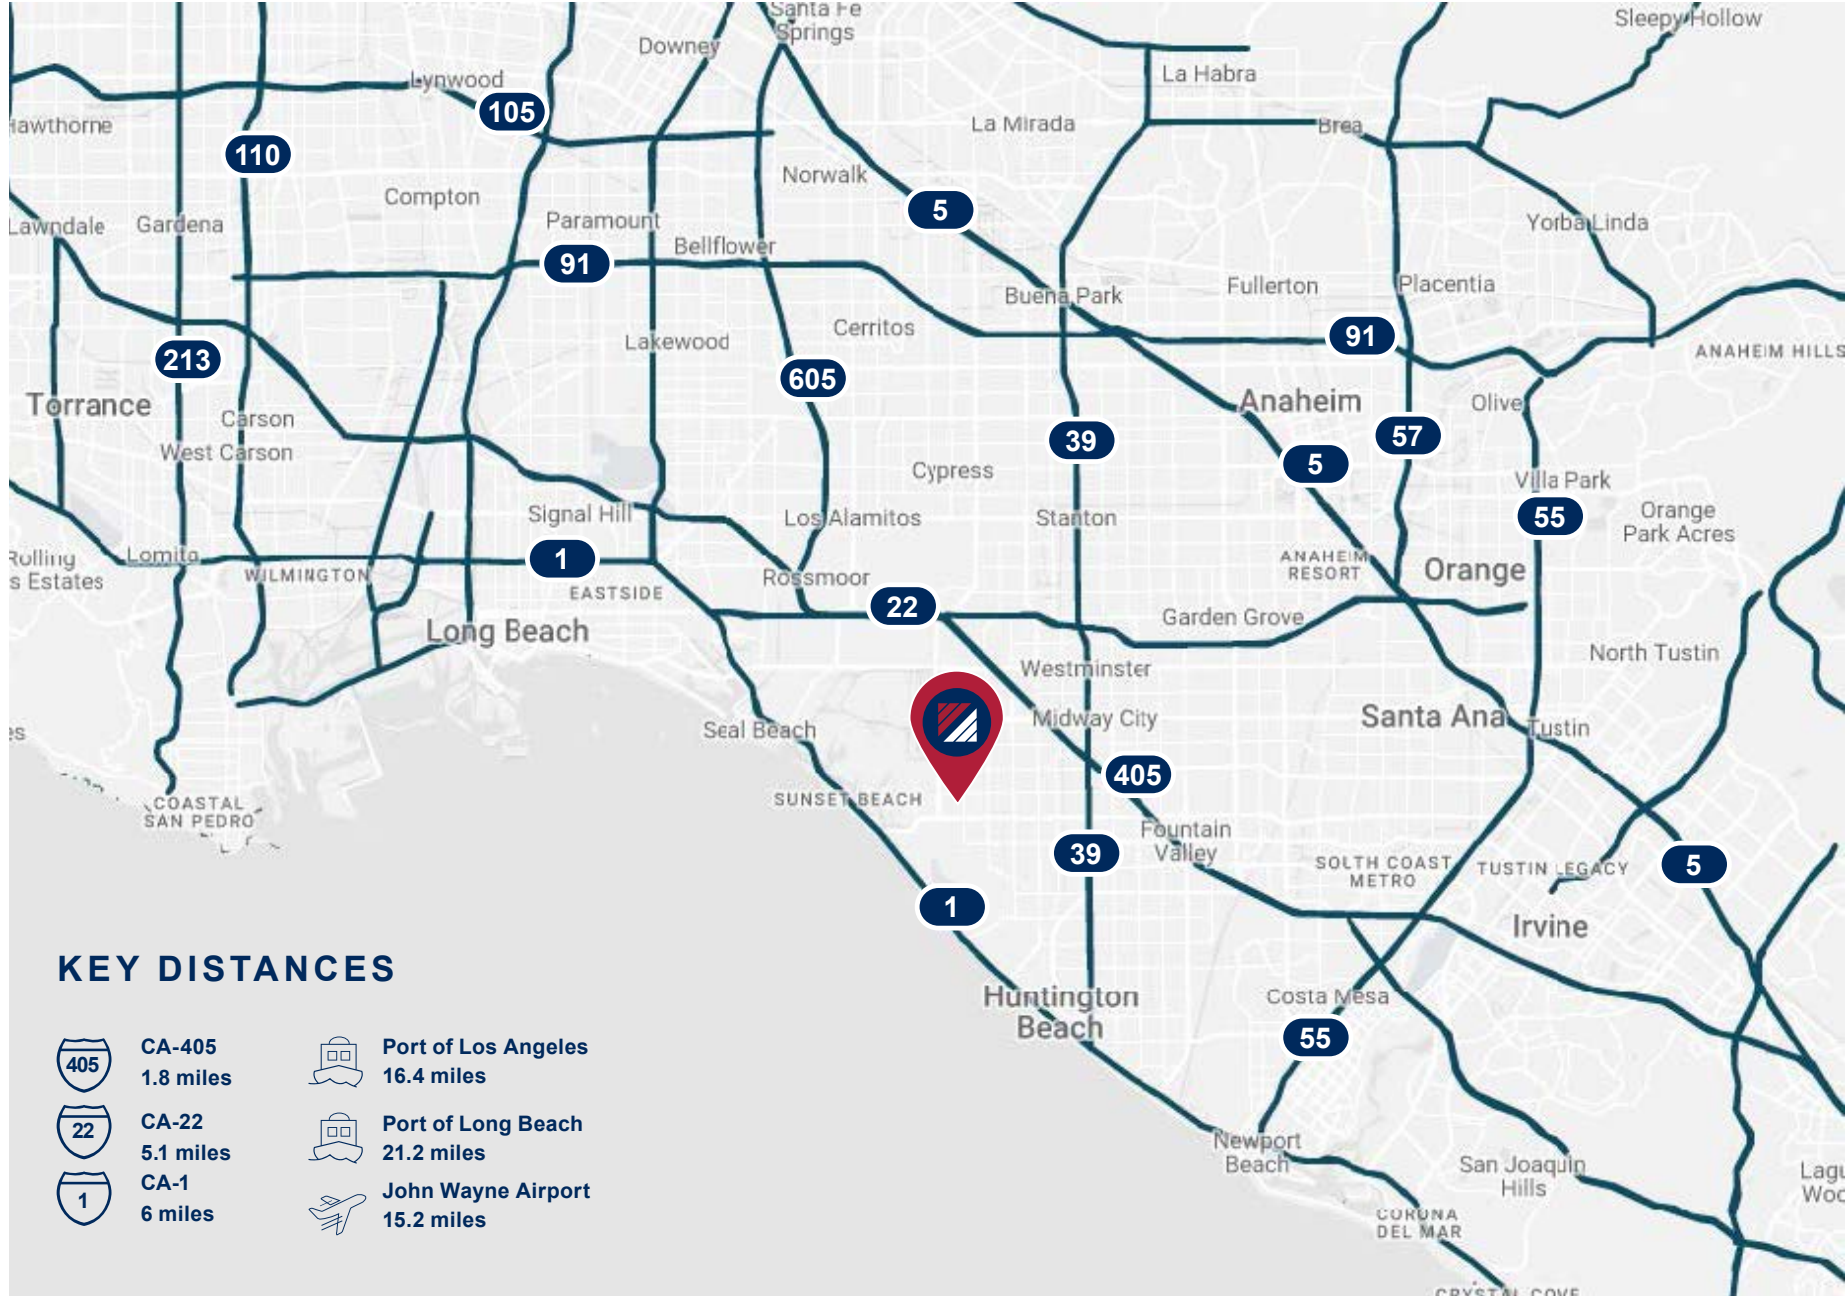 Santa Fe
Springs
Sleepy Hollow
Downey
La Habra
Lynwood
105
Hawthorne
La Mirada
Brea
110
Norwalk
Compton
5
Lawndale
Gardena
Paramount
Bellflower
Yorba Linda
91
Buena Park
Fullerton
Placentia
Cerritos
Lakewood
91
213
ANAHEIM HILLS
605
Torrance
Anaheim
Olive
Carson
39
57
West Carson
5
Cypress
Villa Park
Signal Hill
Los Alamitos
Stanton
55
Orange
Park Acres
Rolling
s Estates
Lomita
1
WILMINGTON
ANAHEIM
RESORT
Orange
EASTSIDE
Rossmoor
22
Garden Grove
Long Beach
Westminster
North Tustin
Seal Beach
Midway City
Santa Ana
Tustin
es
405
SUNSET BEACH
COASTAL
SAN PEDRO
Fountain
Valley
39
SOUTH COAST
METRO
TUSTIN LEGACY
5
1
Irvine
Huntington
Beach
Costa Mesa
55
Newport
Beach
San Joaquin
Hills
Lagu
Woo
CORONA
DEL MAR
CRYSTAL COVE
KEY DISTANCES
405
CA-405
1.8 miles
22
CA-22
5.1 miles
1
CA-1
6 miles
Port of Los Angeles
16.4 miles
Port of Long Beach
21.2 miles
John Wayne Airport
15.2 miles